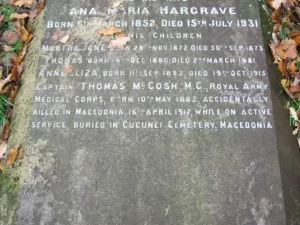 ANA MARIA HARGRAVE
BORN 6TH MARCH 1852, DIED 15TH JULY 1931
HIS CHILDREN
MARTHA JANE BORN 28TH NOV 1872 DIED 30TH SEP 1873
THOMAS BORN 14TH DEC 1880, DIED 2ND MARCH 1881
ANN ELIZA, BORN 11TH SEP 1893, DIED 19TH OCT 1915
CAPTAIN THOMAS MCCOSH, M.C., ROYAL ARMY
MEDICAL CORPS, BORN 10TH MAY 1882, ACCIDENTALLY
KILLED IN MACEDONIA, 16TH APRIL 1917, WHILE ON ACTIVE
SERVICE. BURIED IN CUGUNCI CEMETERY, MACEDONIA